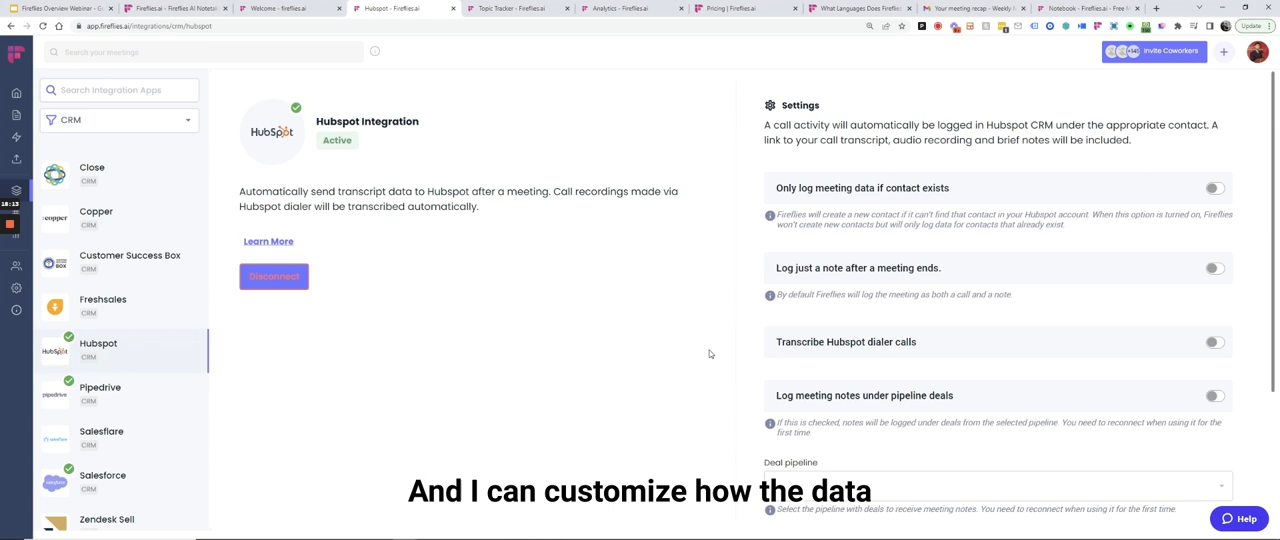 Fireflies Overview Webinar - Go
Fireflies.ai - Fireflies AI Notetak
Welcome - fireflies.ai
Hubspot - Fireflies.ai
Topic Tracker - Fireflies.ai
Analytics - Fireflies.ai
Pricing | Fireflies.ai
What Languages Does Fireflies
Your meeting recap - Weekly
Notebook - Fireflies.ai - Free M
app.fireflies.ai/integrations/crm/hubspot
Update
Search your meetings
Invite Coworkers
Search Integration Apps
CRM
18:13
Close
CRM
:copper
Copper
CRM
Customer Success Box
CRM
Freshsales
CRM
HubSpot
Hubspot
CRM
pipedrive
Pipedrive
CRM
Salesflare
CRM
salesforce
Salesforce
CRM
Zendesk Sell
HubSpot
Hubspot Integration
Active
Automatically send transcript data to Hubspot after a meeting. Call recordings made via
Hubspot dialer will be transcribed automatically.
Learn More
Disconnect
Settings
A call activity will automatically be logged in Hubspot CRM under the appropriate contact. A
link to your call transcript, audio recording and brief notes will be included.
Only log meeting data if contact exists
Fireflies will create a new contact if it can't find that contact in your Hubspot account. When this option is turned on, Fireflies
won't create new contacts but will only log data for contacts that already exist.
Log just a note after a meeting ends.
By default Fireflies will log the meeting as both a call and a note
Transcribe Hubspot dialer calls
Log meeting notes under pipeline deals
If this is checked, notes will be logged under deals from the selected pipeline. You need to reconnect when using it for the
first time.
Deal pipeline
Select the pipeline with deals to receive meeting notes. You need to reconnect when using it for the first time.
Help
And I can customize how the data